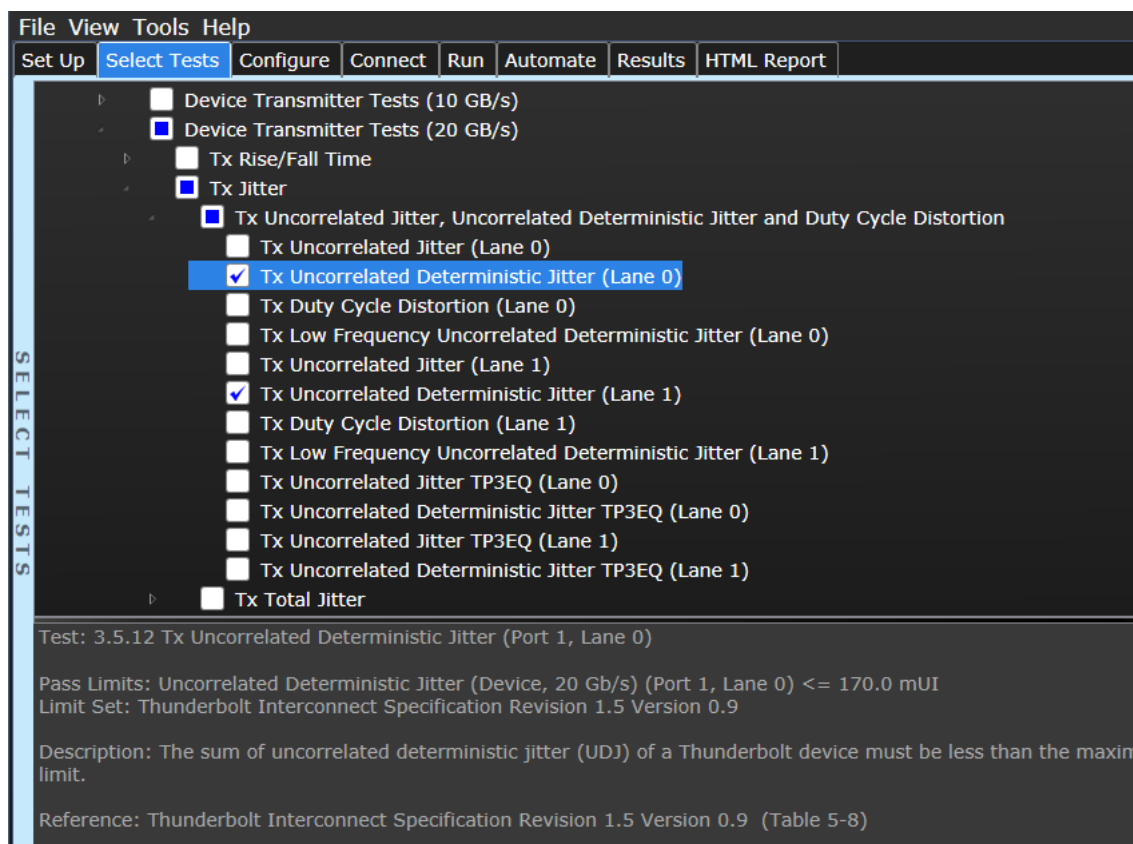 File View Tools Help
Set Up Select Tests Configure Connect Run Automate Results HTML Report
Device Transmitter Tests (10 GB/s)
Device Transmitter Tests (20 GB/s)
Tx Rise/Fall Time
Tx Jitter
Tx Uncorrelated Jitter, Uncorrelated Deterministic Jitter and Duty Cycle Distortion
Tx Uncorrelated Jitter (Lane 0)
Tx Uncorrelated Deterministic Jitter (Lane 0)
Tx Duty Cycle Distortion (Lane 0)
Tx Low Frequency Uncorrelated Deterministic Jitter (Lane 0)
Tx Uncorrelated Jitter (Lane 1)
Tx Uncorrelated Deterministic Jitter (Lane 1)
Tx Duty Cycle Distortion (Lane 1)
Tx Low Frequency Uncorrelated Deterministic Jitter (Lane 1)
Tx Uncorrelated Jitter TP3EQ (Lane 0)
Tx Uncorrelated Deterministic Jitter TP3EQ (Lane 0)
Tx Uncorrelated Jitter TP3EQ (Lane 1)
Tx Uncorrelated Deterministic Jitter TP3EQ (Lane 1)
Tx Total Jitter
SELECT TESTS
Test: 3.5.12 Tx Uncorrelated Deterministic Jitter (Port 1, Lane 0)
Pass Limits: Uncorrelated Deterministic Jitter (Device, 20 Gb/s) (Port 1, Lane 0) <= 170.0 mUI
Limit Set: Thunderbolt Interconnect Specification Revision 1.5 Version 0.9
Description: The sum of uncorrelated deterministic jitter (UDJ) of a Thunderbolt device must be less than the
limit.
Reference: Thunderbolt Interconnect Specification Revision 1.5 Version 0.9 (Table 5-8)